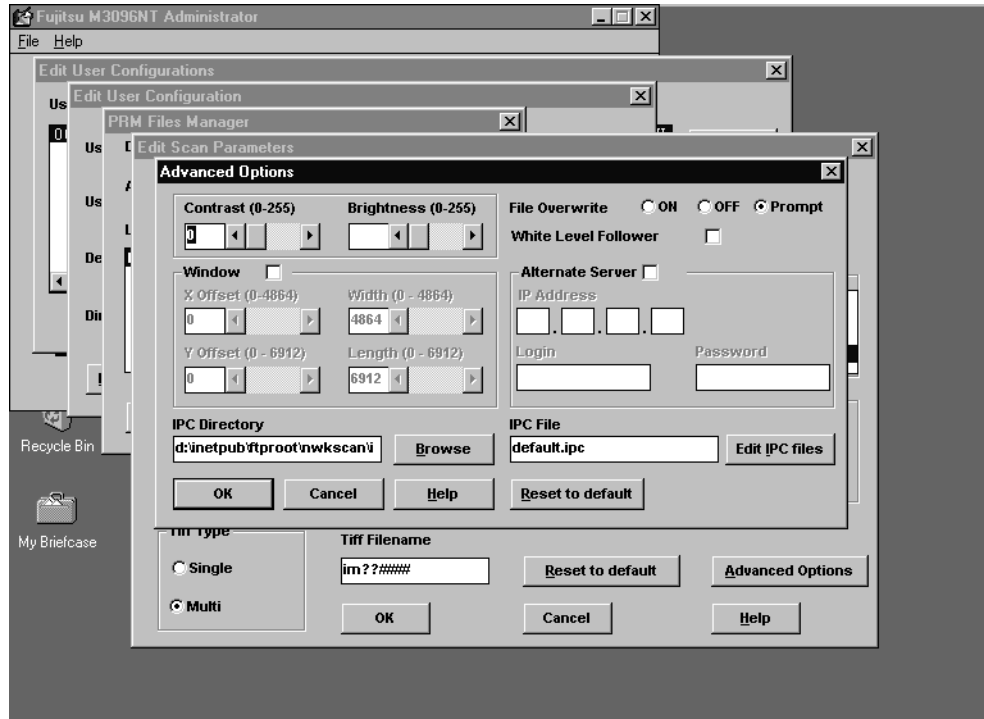 Fujitsu M3096NT Administrator
File Help
Edit User Configurations
Edit User Configuration
PRM Files Manager
Edit Scan Parameters
Advanced Options
Contrast (0-255)
Brightness (0-255)
File Overwrite ON OFF Prompt
0
White Level Follower
Window
Alternate Server
X Offset (0-4864)
Width (0 - 4864)
IP Address
0
4864
. . .
Y Offset (0 - 6912)
Length (0 - 6912)
Login
Password
0
6912
IPC Directory
IPC File
d:\inetpub\ftproot\nwkscan\i
Browse
default.ipc
Edit IPC files
OK
Cancel
Help
Reset to default
Recycle Bin
My Briefcase
Tiff Type
Single
Multi
Tiff Filename
im??####
Reset to default
Advanced Options
OK
Cancel
Help
Us
Us
Us
De
Dir